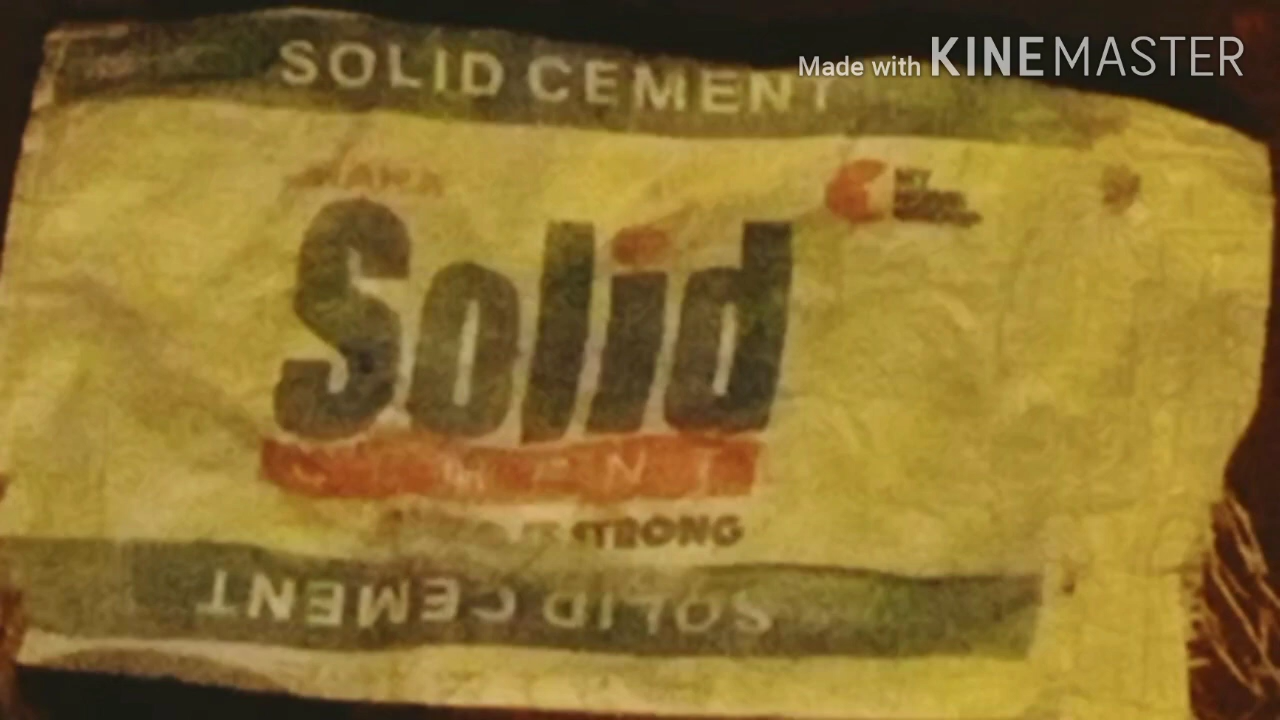 Made with KINEMASTER
SOLID CEMENT
Solid
CEMENT
STRONG
SOLID CEMENT